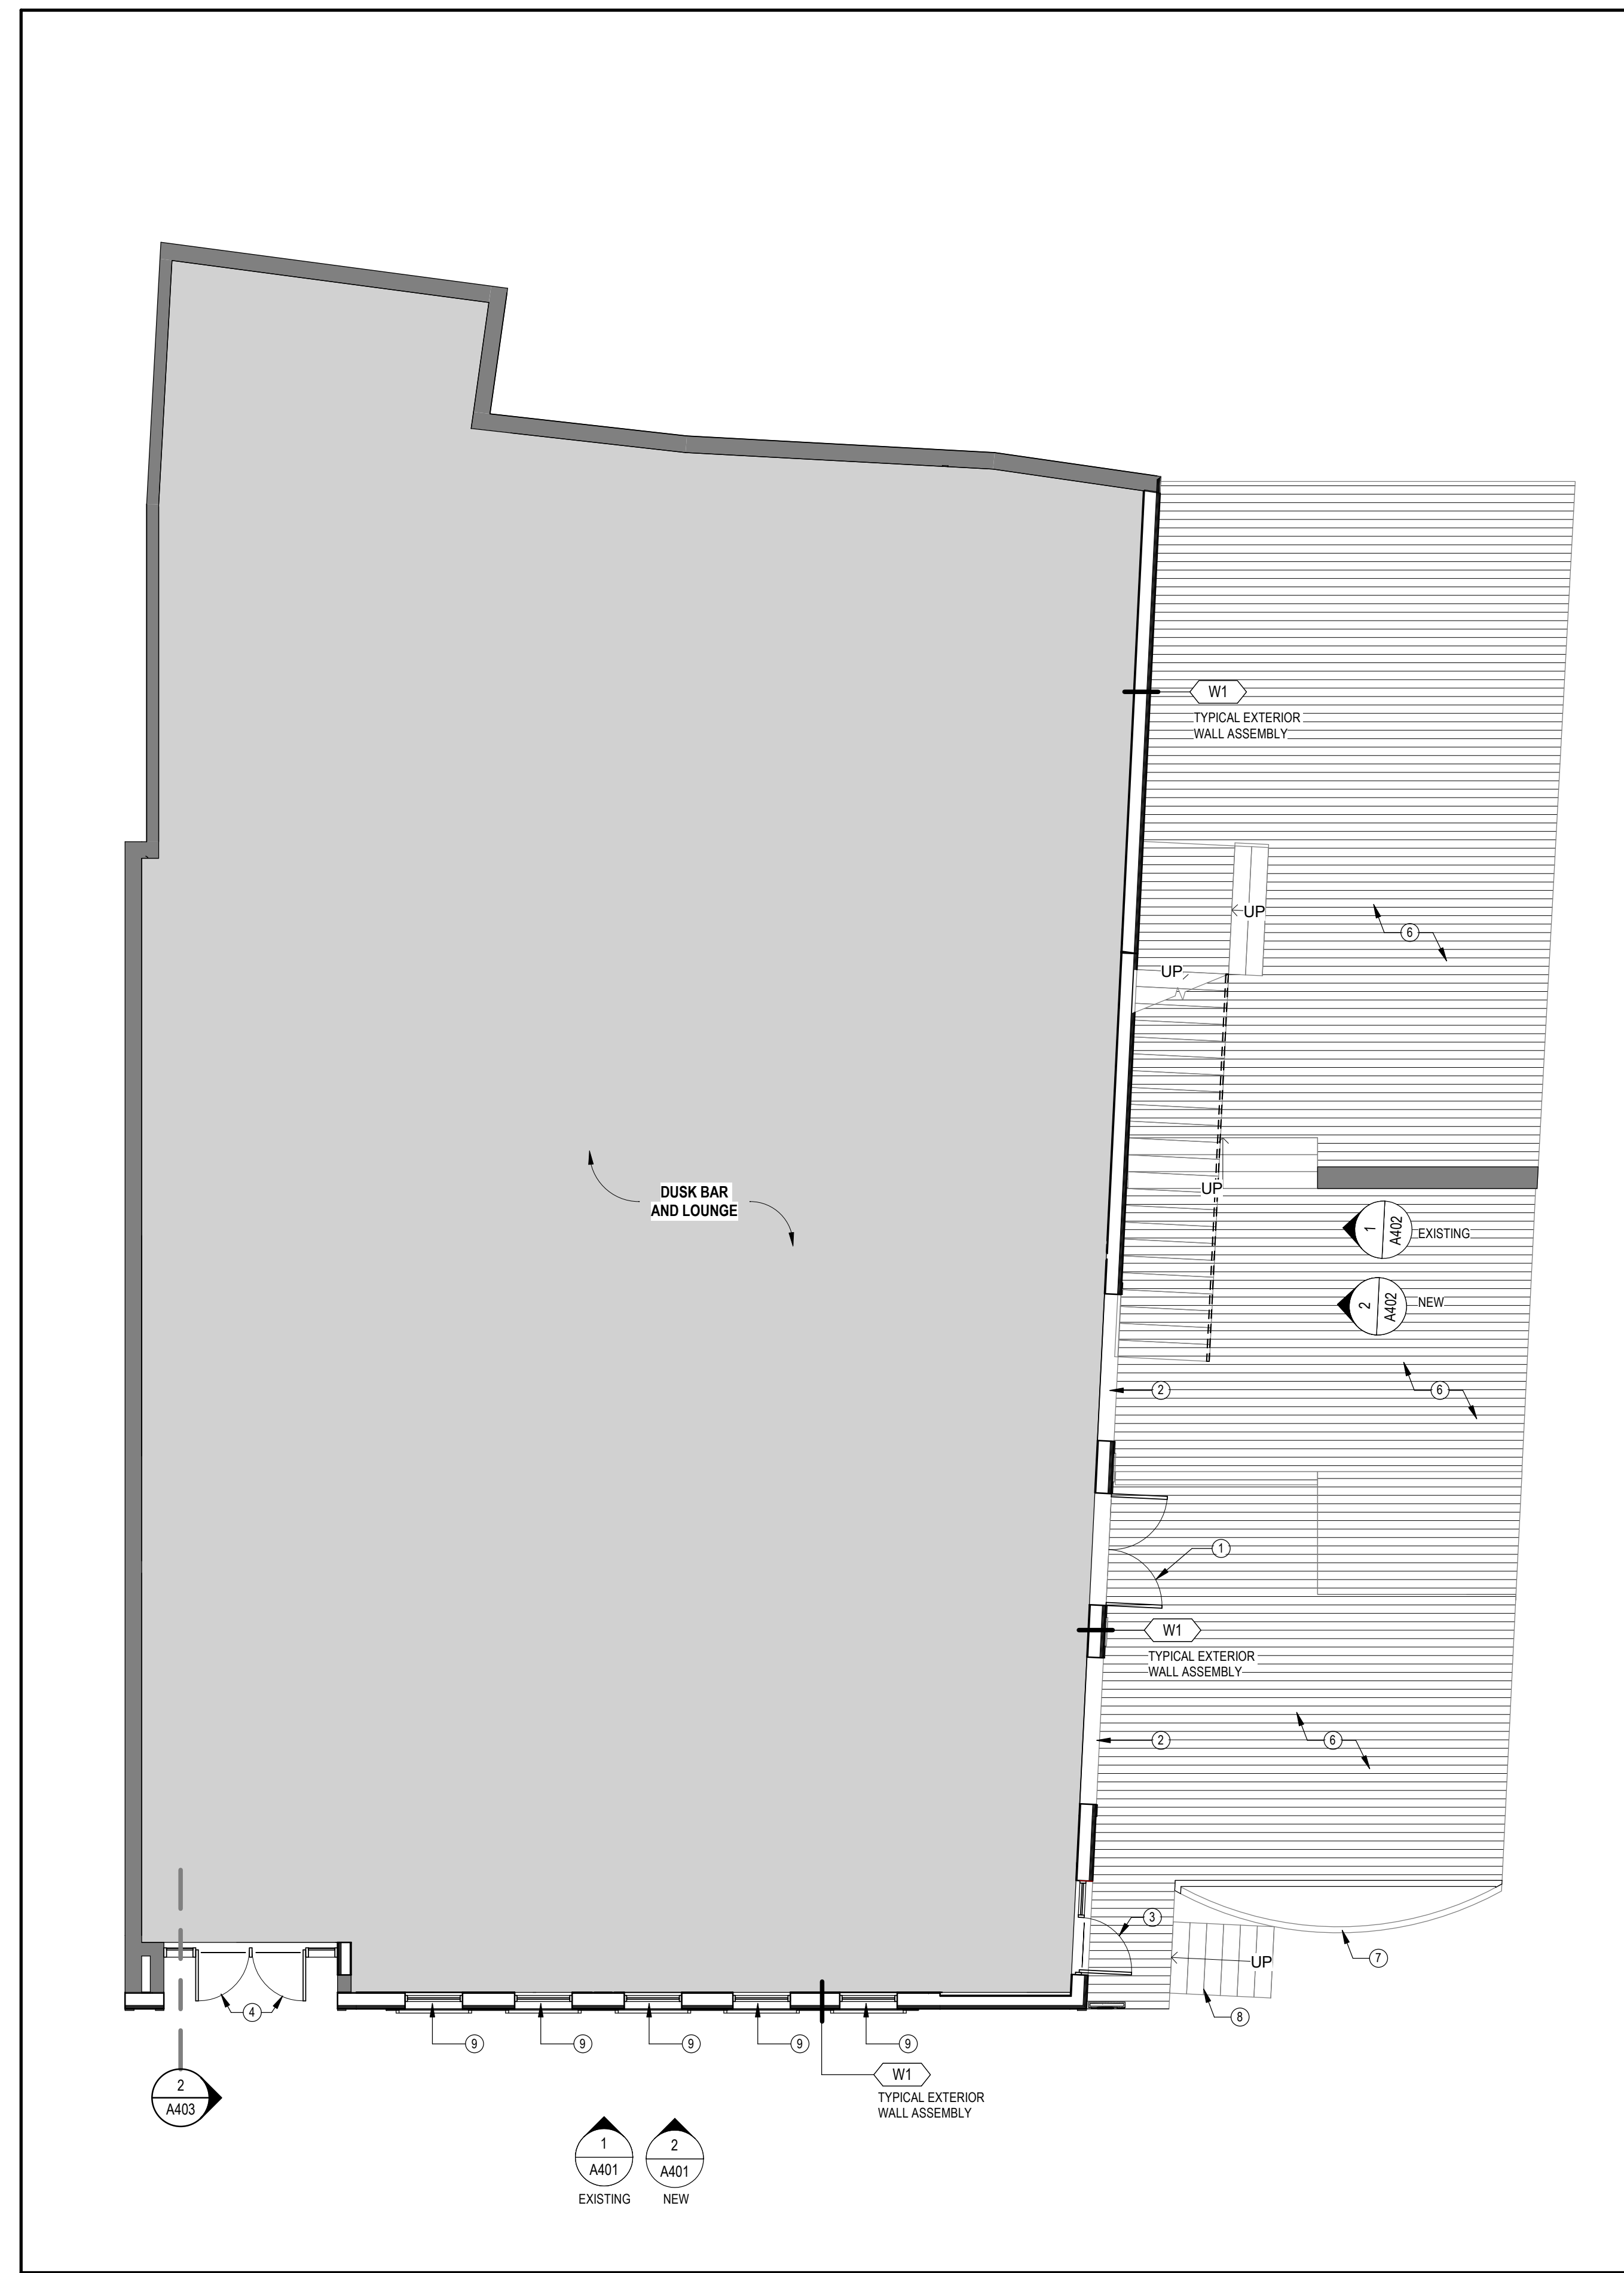 W1
TYPICAL EXTERIOR
WALL ASSEMBLY
UP
6
UP
DUSK BAR
AND LOUNGE
UP
1
A402
EXISTING
2
A402
NEW
2
6
1
W1
TYPICAL EXTERIOR
WALL ASSEMBLY
2
6
3
UP
7
4
8
9
9
9
9
9
W1
TYPICAL EXTERIOR
WALL ASSEMBLY
2
A403
1
A401
EXISTING
2
A401
NEW